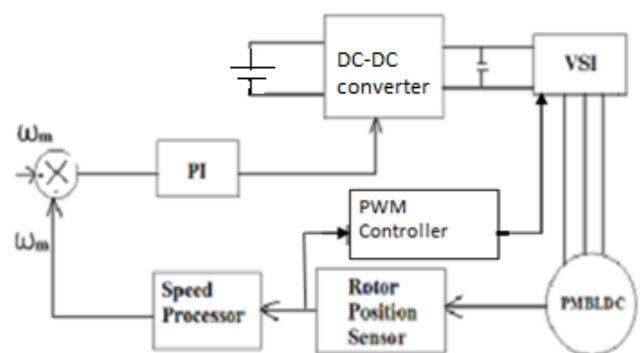 DC-DC
converter
VSI
ωm
PI
PWM
Controller
ωm
Speed
Processor
Rotor
Position
Sensor
PMBLDC